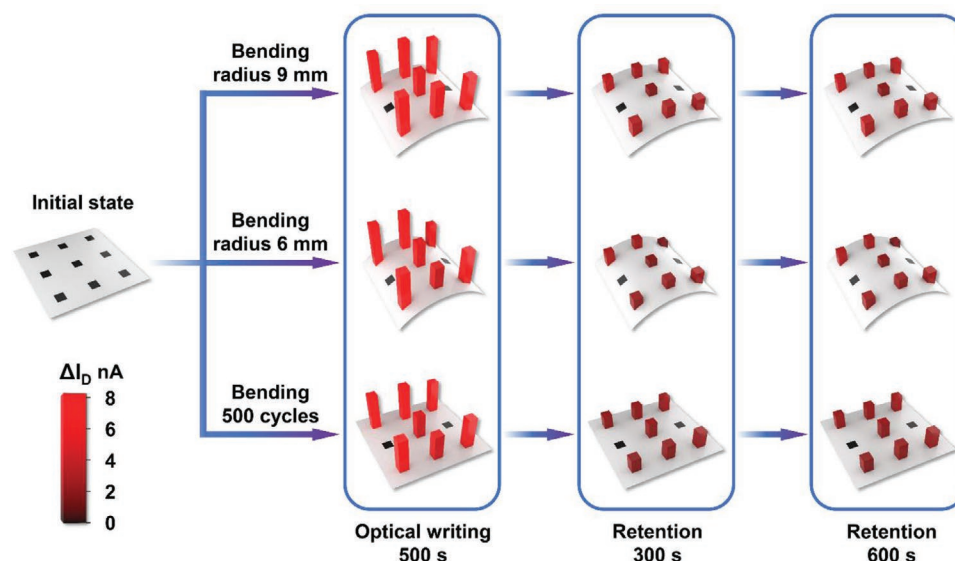 Bending
radius 9 mm
Initial state
Bending
radius 6 mm
ΔI_D nA
8
6
4
2
0
Bending
500 cycles
Optical writing
500 s
Retention
300 s
Retention
600 s